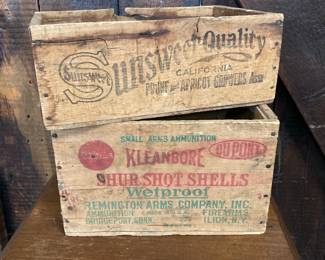 Sunsweet
Sunsweet Quality
CALIFORNIA
PRUNE and APRICOT GROWERS Assn
SMALL ARMS AMMUNITION
KLEANBORE
DU PONT
SHUR SHOT SHELLS
Wetproof
REMINGTON ARMS COMPANY, INC.
AMMUNITION
FIREARMS
BRIDGEPORT, CONN.
ILION, N.Y.